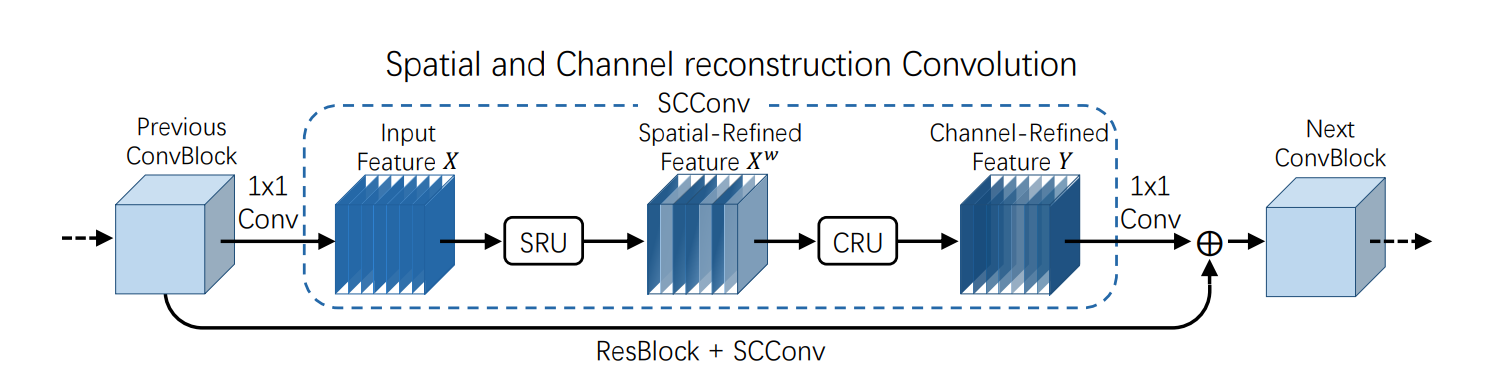 Spatial and Channel reconstruction Convolution
SCConv
Previous
ConvBlock
1x1
Conv
Input
Feature X
SRU
Spatial-Refined
Feature Xʷ
CRU
Channel-Refined
Feature Y
1x1
Conv
⊕
Next
ConvBlock
ResBlock + SCConv